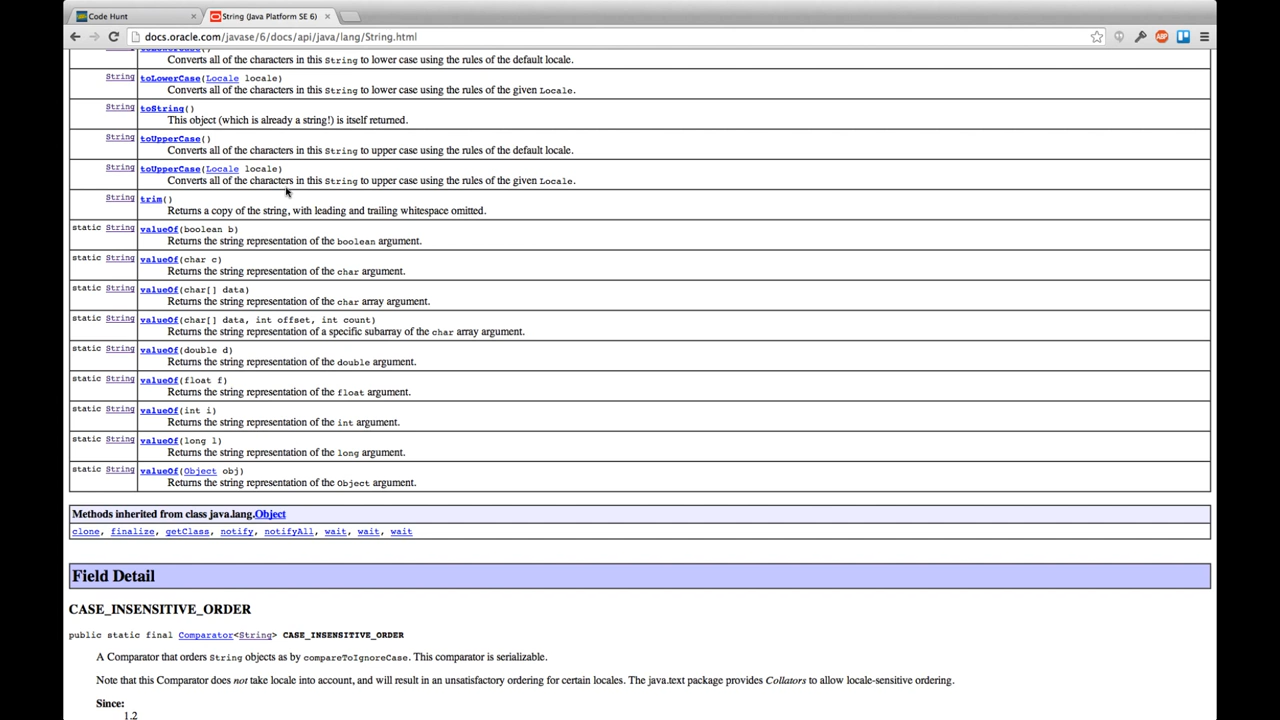 Code Hunt
String (Java Platform SE 6)
docs.oracle.com/javase/6/docs/api/java/lang/String.html
Converts all of the characters in this String to lower case using the rules of the default locale.
String toLowerCase(Locale locale)
Converts all of the characters in this String to lower case using the rules of the given Locale.
String toString()
This object (which is already a string!) is itself returned.
String toUpperCase()
Converts all of the characters in this String to upper case using the rules of the default locale.
String toUpperCase(Locale locale)
Converts all of the characters in this String to upper case using the rules of the given Locale.
String trim()
Returns a copy of the string, with leading and trailing whitespace omitted.
static String valueOf(boolean b)
Returns the string representation of the boolean argument.
static String valueOf(char c)
Returns the string representation of the char argument.
static String valueOf(char[] data)
Returns the string representation of the char array argument.
static String valueOf(char[] data, int offset, int count)
Returns the string representation of a specific subarray of the char array argument.
static String valueOf(double d)
Returns the string representation of the double argument.
static String valueOf(float f)
Returns the string representation of the float argument.
static String valueOf(int i)
Returns the string representation of the int argument.
static String valueOf(long l)
Returns the string representation of the long argument.
static String valueOf(Object obj)
Returns the string representation of the Object argument.
Methods inherited from class java.lang.Object
clone, finalize, getClass, notify, notifyAll, wait, wait, wait
Field Detail
CASE_INSENSITIVE_ORDER
public static final Comparator<String> CASE_INSENSITIVE_ORDER
A Comparator that orders String objects as by compareToIgnoreCase. This comparator is serializable.
Note that this Comparator does not take locale into account, and will result in an unsatisfactory ordering for certain locales. The java.text package provides Collators to allow locale-sensitive ordering.
Since:
1.2